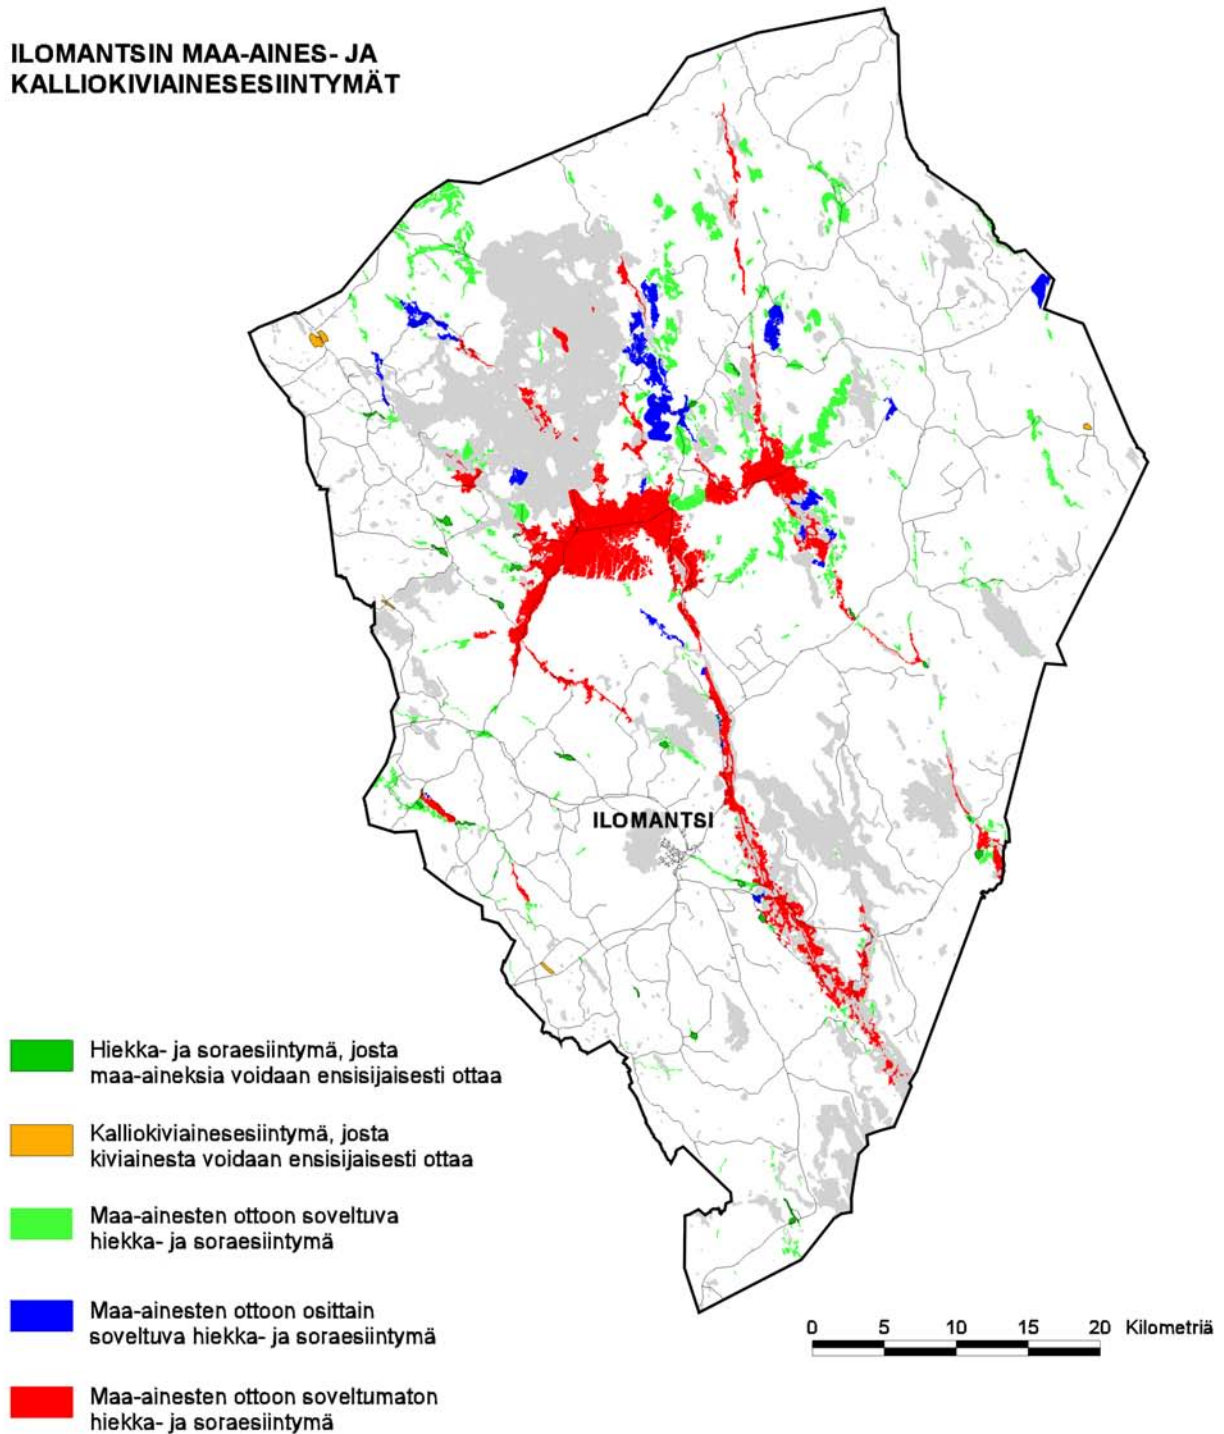 ILOMANTSIN MAA-AINES- JA
KALLIOKIVIAINESESIINTYMÄT
ILOMANTSI
Hiekka- ja soraesiintymä, josta
maa-aineksia voidaan ensisijaisesti ottaa
Kalliokiviainesesiintymä, josta
kiviainesta voidaan ensisijaisesti ottaa
Maa-ainesten ottoon soveltuva
hiekka- ja soraesiintymä
Maa-ainesten ottoon osittain
soveltuva hiekka- ja soraesiintymä
Maa-ainesten ottoon soveltumaton
hiekka- ja soraesiintymä
0 5 10 15 20 Kilometriä